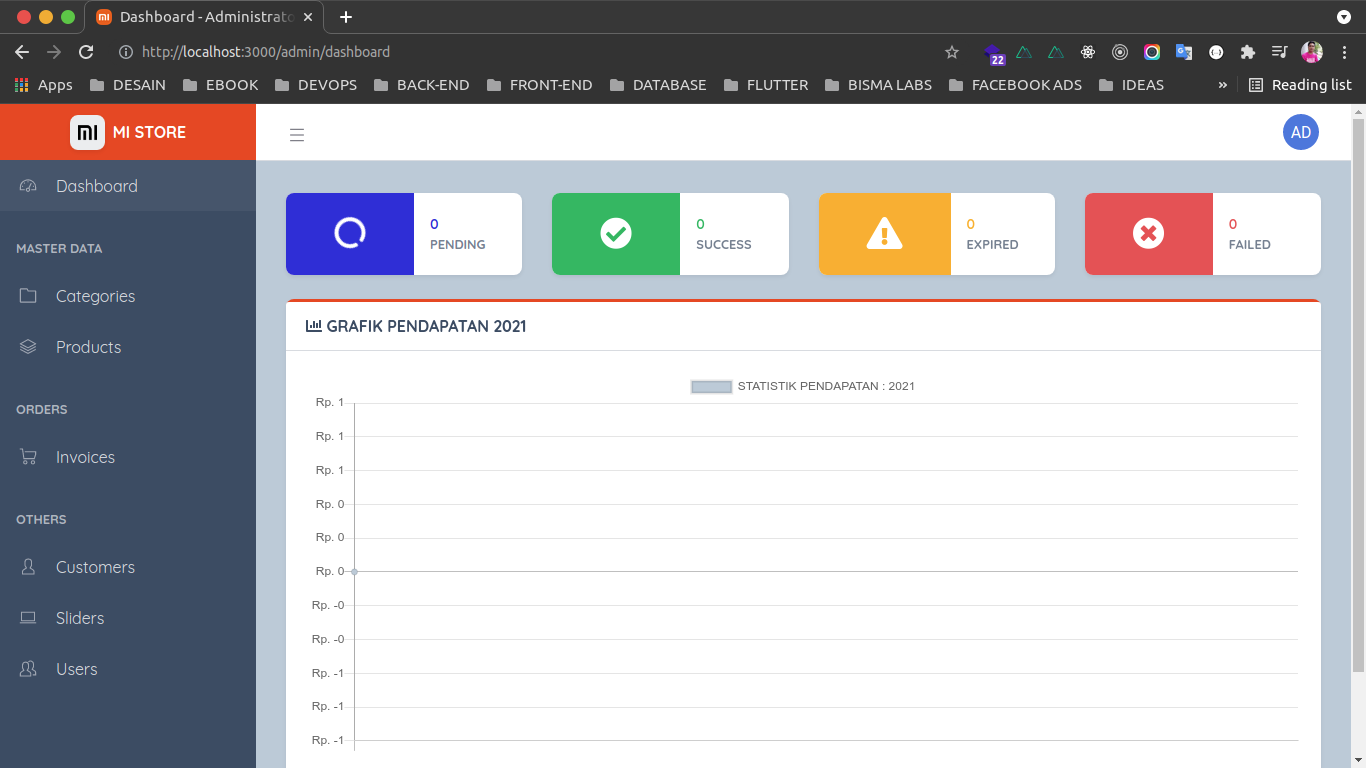 mi Dashboard - Administrato
http://localhost:3000/admin/dashboard
22
Apps DESAIN EBOOK DEVOPS BACK-END FRONT-END DATABASE FLUTTER BISMA LABS FACEBOOK ADS IDEAS » Reading list
mi MI STORE
AD
Dashboard
MASTER DATA
Categories
Products
ORDERS
Invoices
OTHERS
Customers
Sliders
Users
0
PENDING
0
SUCCESS
0
EXPIRED
0
FAILED
GRAFIK PENDAPATAN 2021
STATISTIK PENDAPATAN : 2021
Rp. 1
Rp. 1
Rp. 1
Rp. 0
Rp. 0
Rp. 0
Rp. -0
Rp. -0
Rp. -1
Rp. -1
Rp. -1